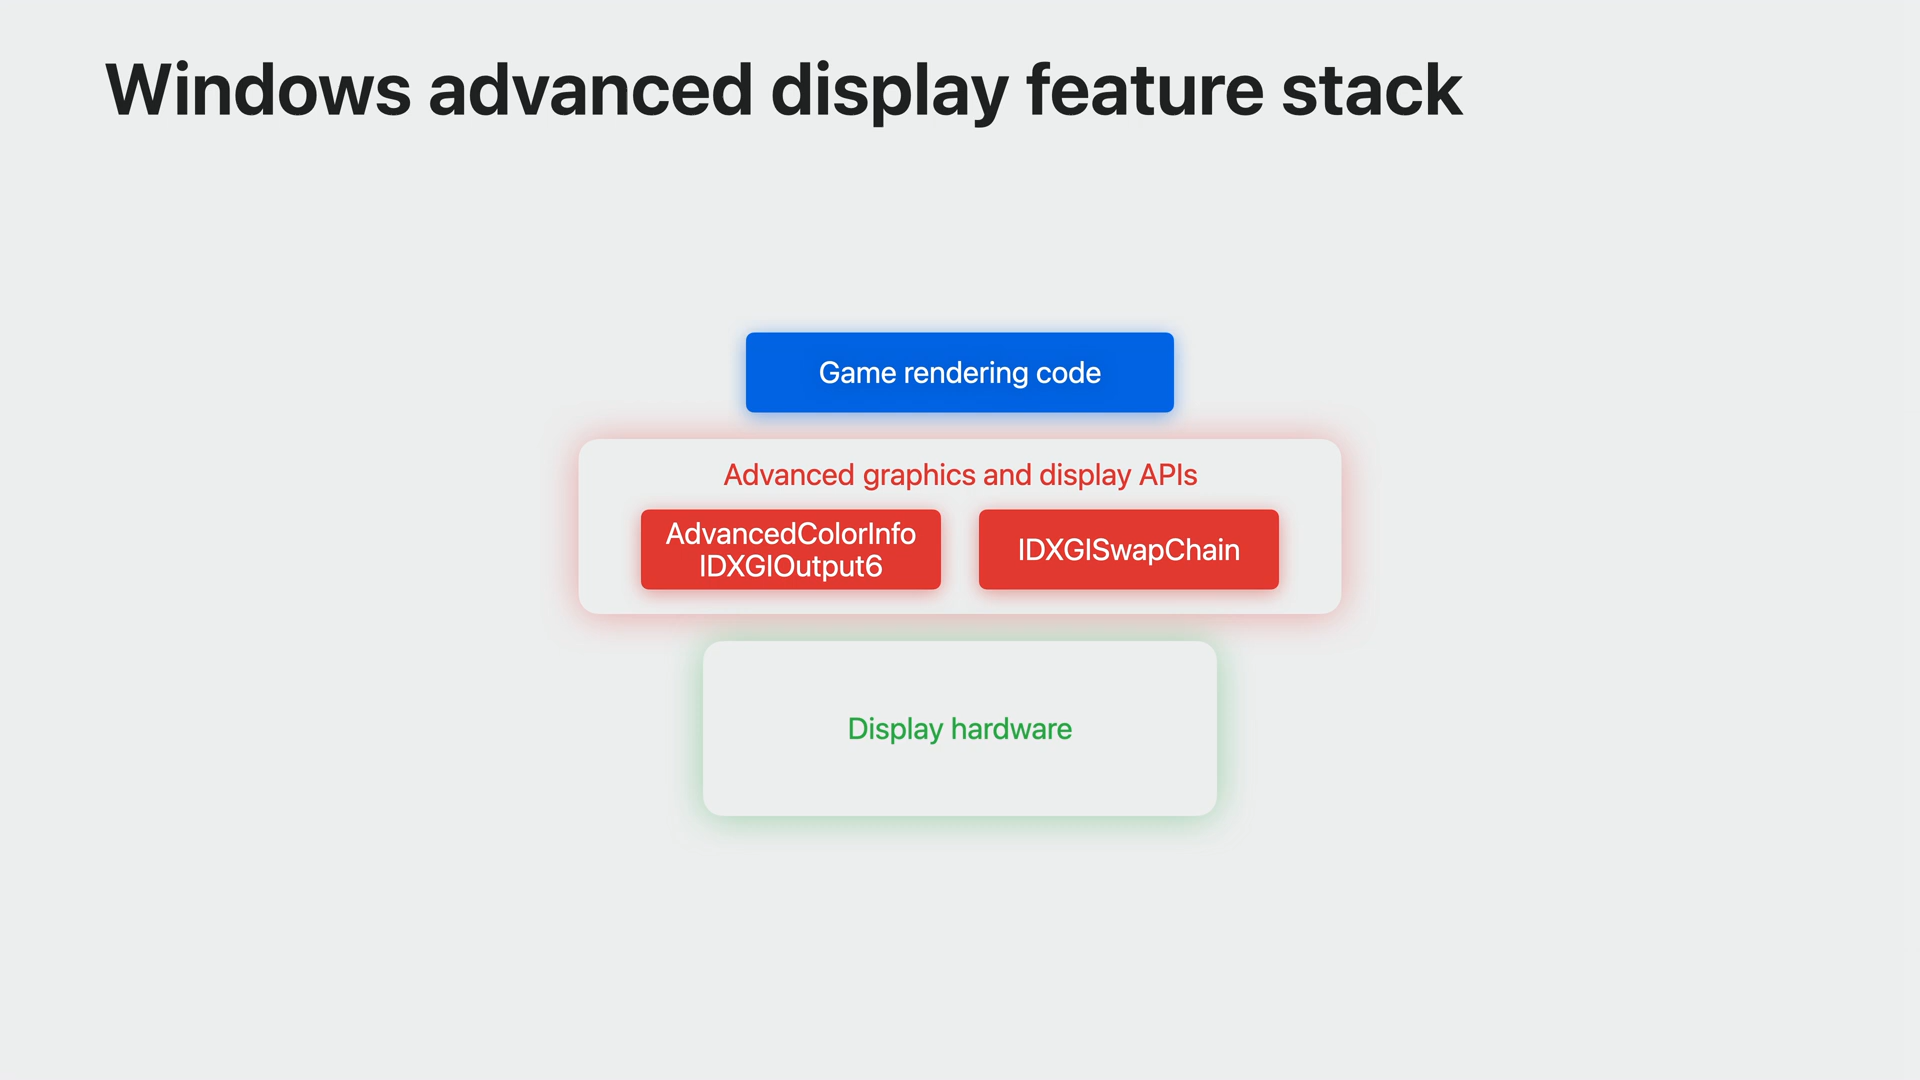 Windows advanced display feature stack
Game rendering code
Advanced graphics and display APIs
AdvancedColorInfo
IDXGIOutput6
IDXGISwapChain
Display hardware